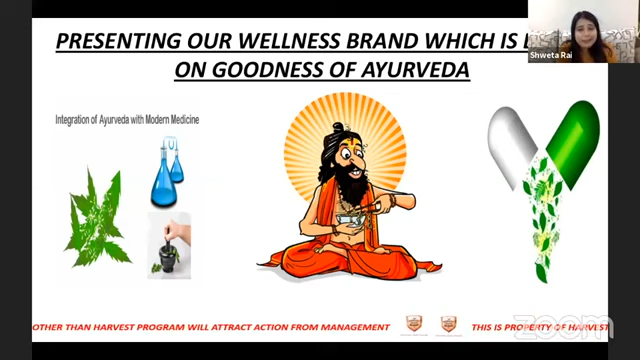 PRESENTING OUR WELLNESS BRAND WHICH IS
ON GOODNESS OF AYURVEDA
Shweta Rai
Integration of Ayurveda with Modern Medicine
OTHER THAN HARVEST PROGRAM WILL ATTRACT ACTION FROM MANAGEMENT
THIS IS PROPERTY OF HARVEST
zoom